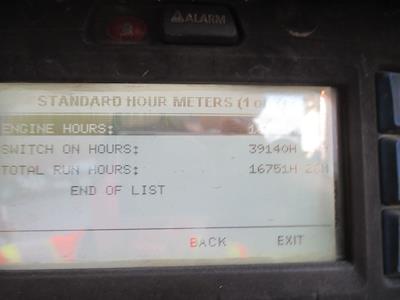 ALARM
STANDARD HOUR METERS (1 o
ENGINE HOURS:
SWITCH ON HOURS: 39140H
TOTAL RUN HOURS: 16751H
END OF LIST
BACK EXIT